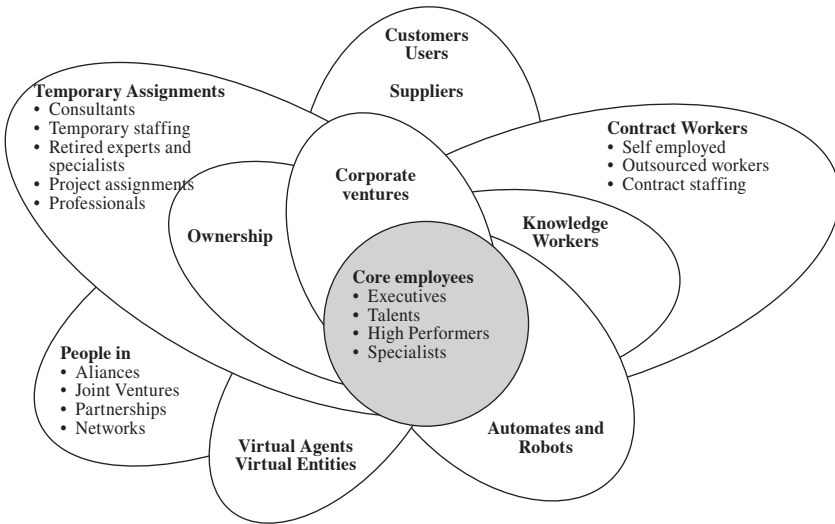 Customers
Users
Suppliers
Temporary Assignments
• Consultants
• Temporary staffing
• Retired experts and
specialists
• Project assignments
• Professionals
Contract Workers
• Self employed
• Outsourced workers
• Contract staffing
Corporate
ventures
Ownership
Knowledge
Workers
Core employees
• Executives
• Talents
• High Performers
• Specialists
People in
• Aliances
• Joint Ventures
• Partnerships
• Networks
Virtual Agents
Virtual Entities
Automates and
Robots